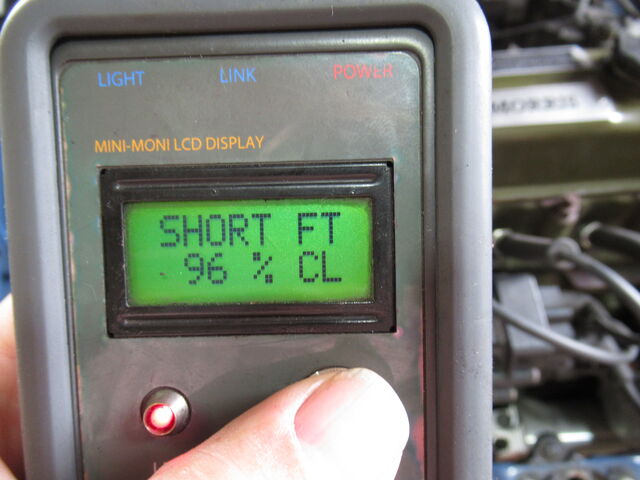 LIGHT LINK POWER
MINI-MONI LCD DISPLAY
SHORT FT
96 % CL